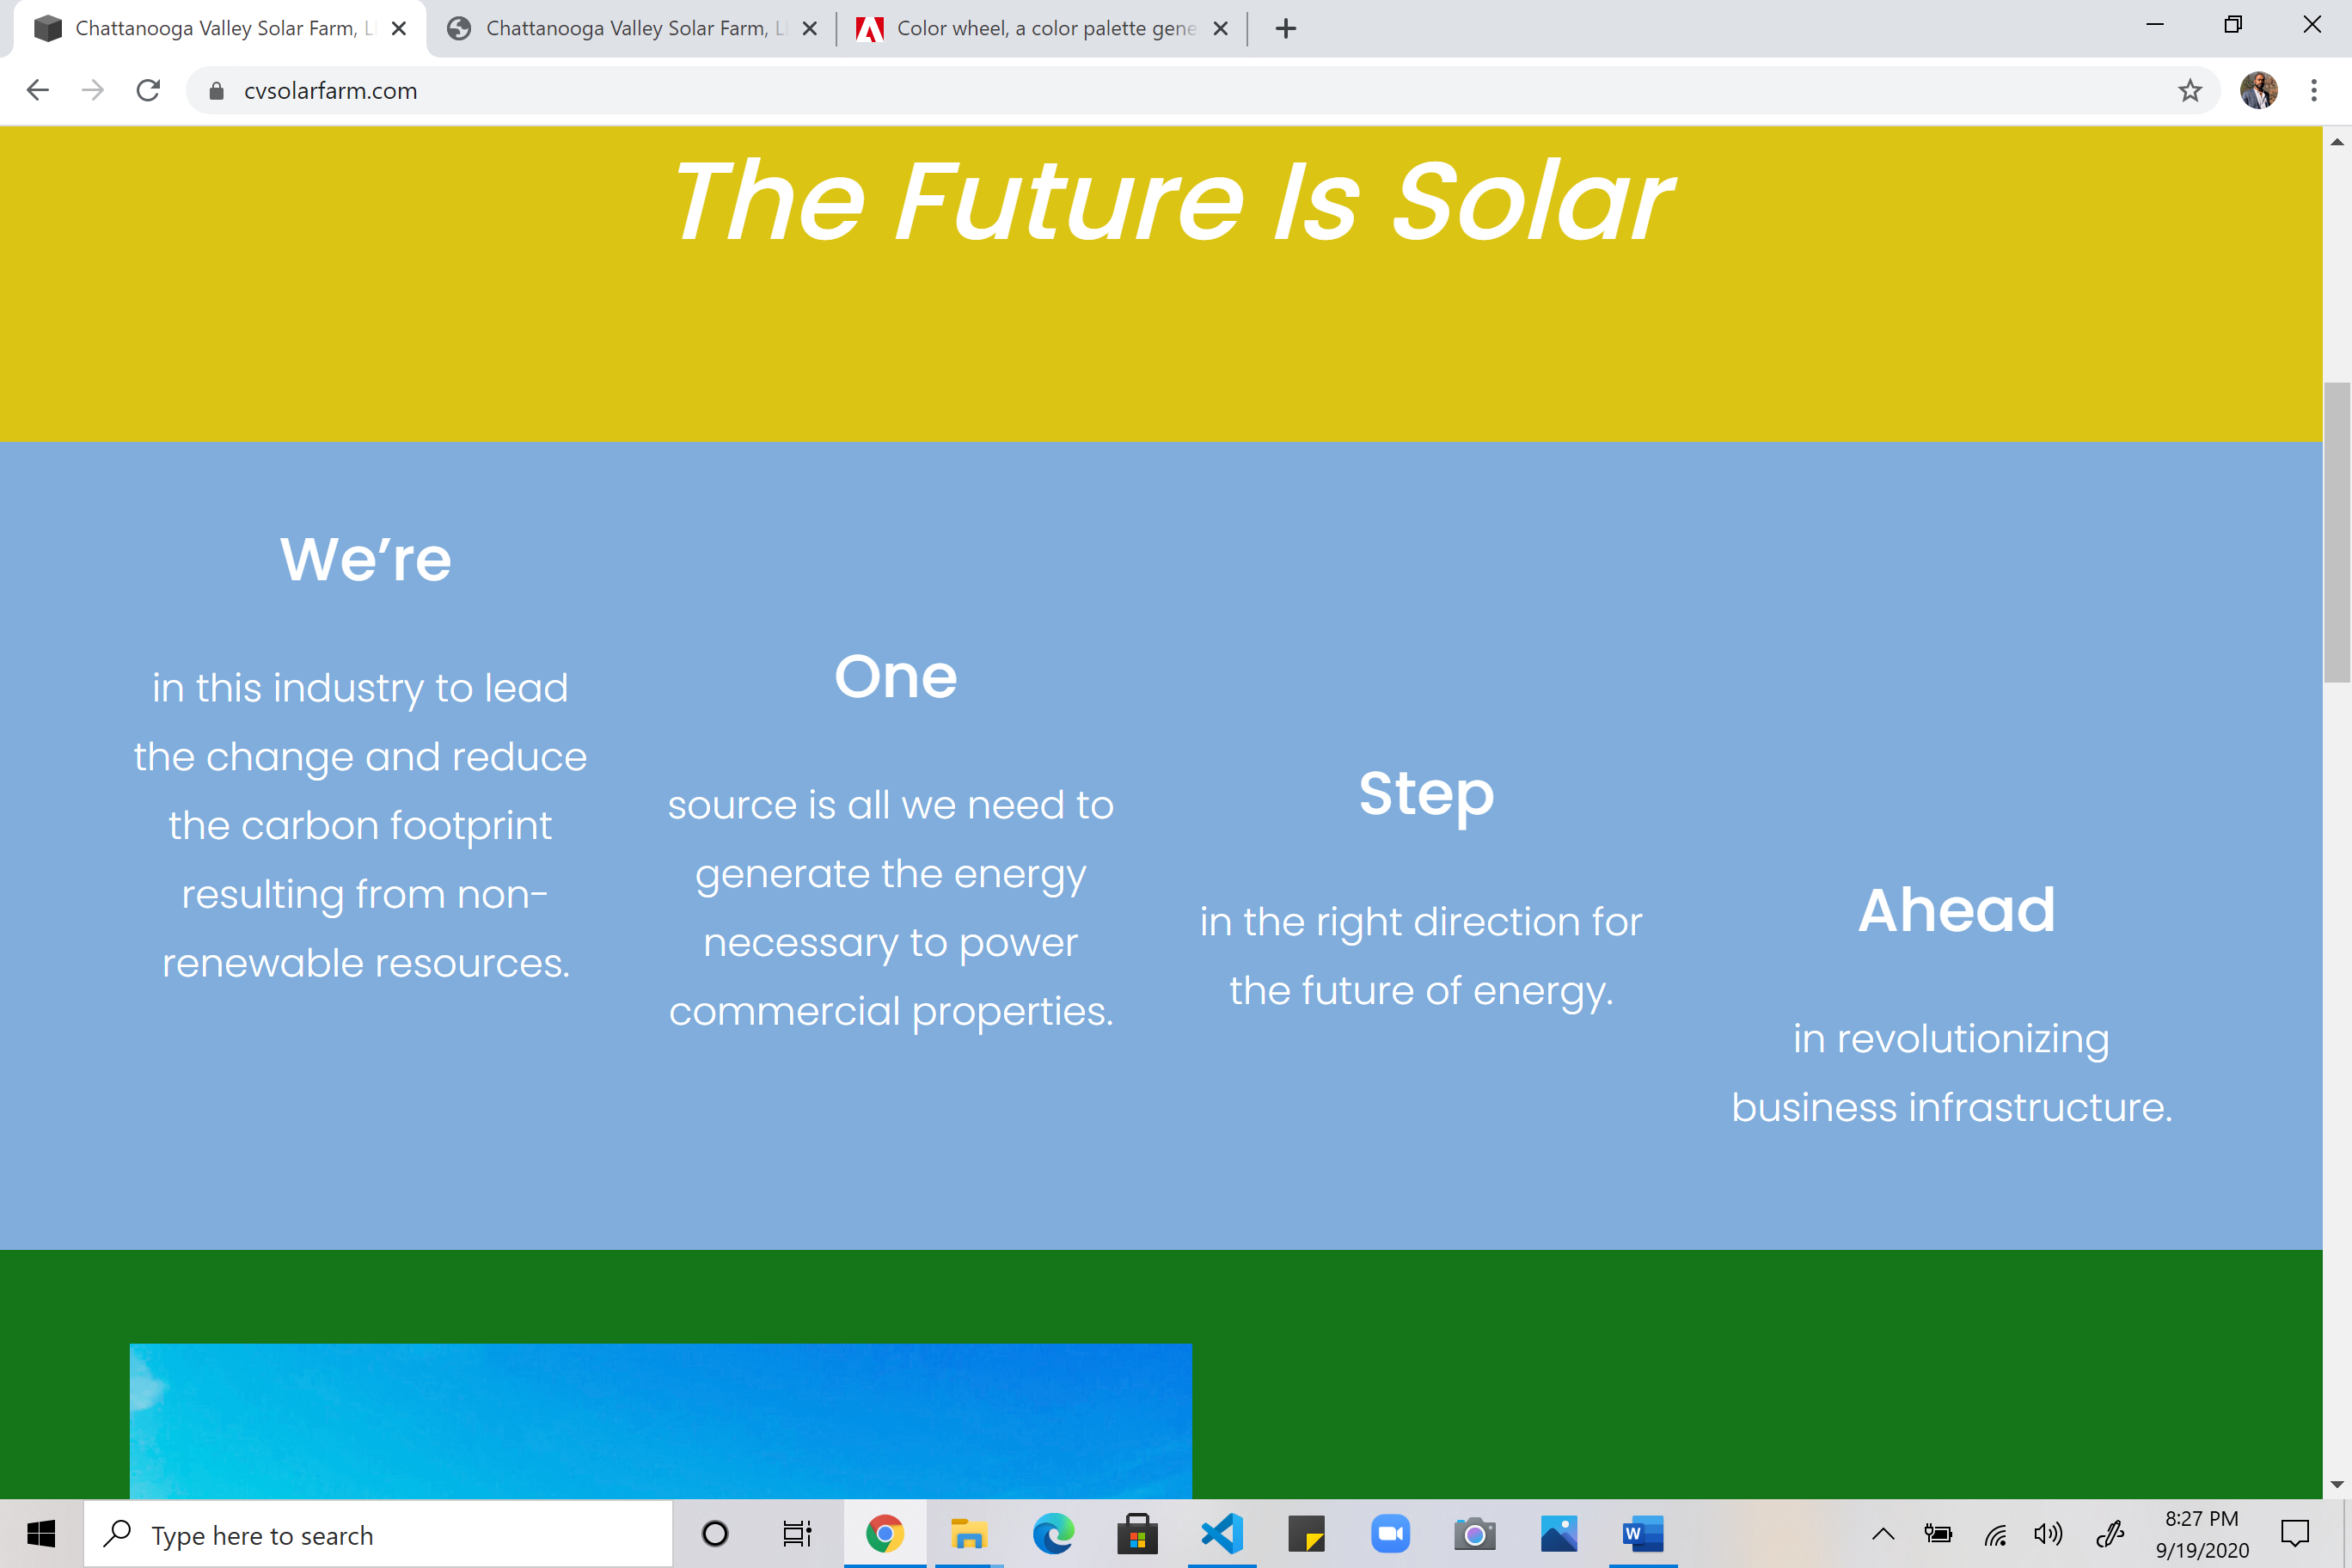 Chattanooga Valley Solar Farm, L
Chattanooga Valley Solar Farm, L
Color wheel, a color palette gene
cvsolarfarm.com
The Future Is Solar
We’re
in this industry to lead
the change and reduce
the carbon footprint
resulting from non-
renewable resources.
One
source is all we need to
generate the energy
necessary to power
commercial properties.
Step
in the right direction for
the future of energy.
Ahead
in revolutionizing
business infrastructure.
Type here to search
W
8:27 PM
9/19/2020